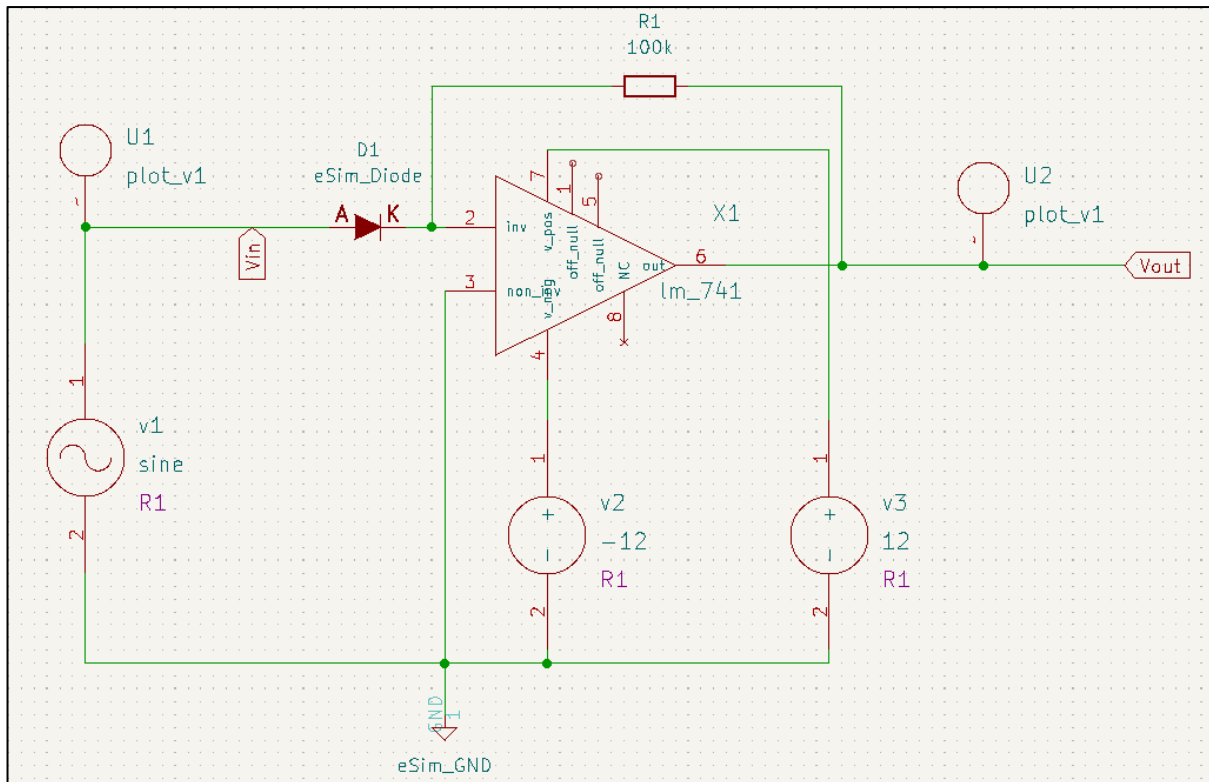 R1
100k
U1
plot_v1
~
D1
eSim_Diode
A
K
Vin
2
inv
3
non_inv
7
v_pos
1
off_null
5
off_null
X1
lm_741
out
6
NC
8
v_neg
4
U2
plot_v1
~
Vout
1
v1
sine
R1
2
1
v2
+
-12
-
R1
2
1
v3
+
12
-
R1
2
GND
1
eSim_GND